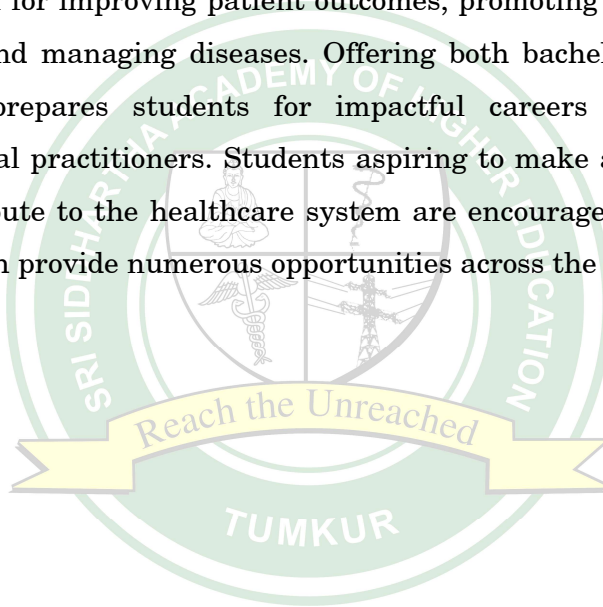 for improving patient outcomes, promoting
nd managing diseases. Offering both bachel
prepares students for impactful careers
al practitioners. Students aspiring to make a
oute to the healthcare system are encourage
n provide numerous opportunities across the
SRI SIDDHARTHA ACADEMY OF HIGHER EDUCATION
Reach the Unreached
TUMKUR